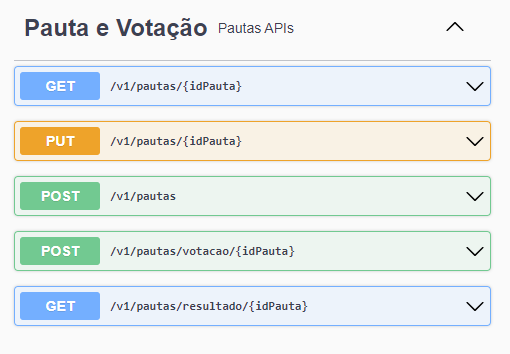 Pauta e Votação Pautas APIs
GET /v1/pautas/{idPauta}
PUT /v1/pautas/{idPauta}
POST /v1/pautas
POST /v1/pautas/votacao/{idPauta}
GET /v1/pautas/resultado/{idPauta}